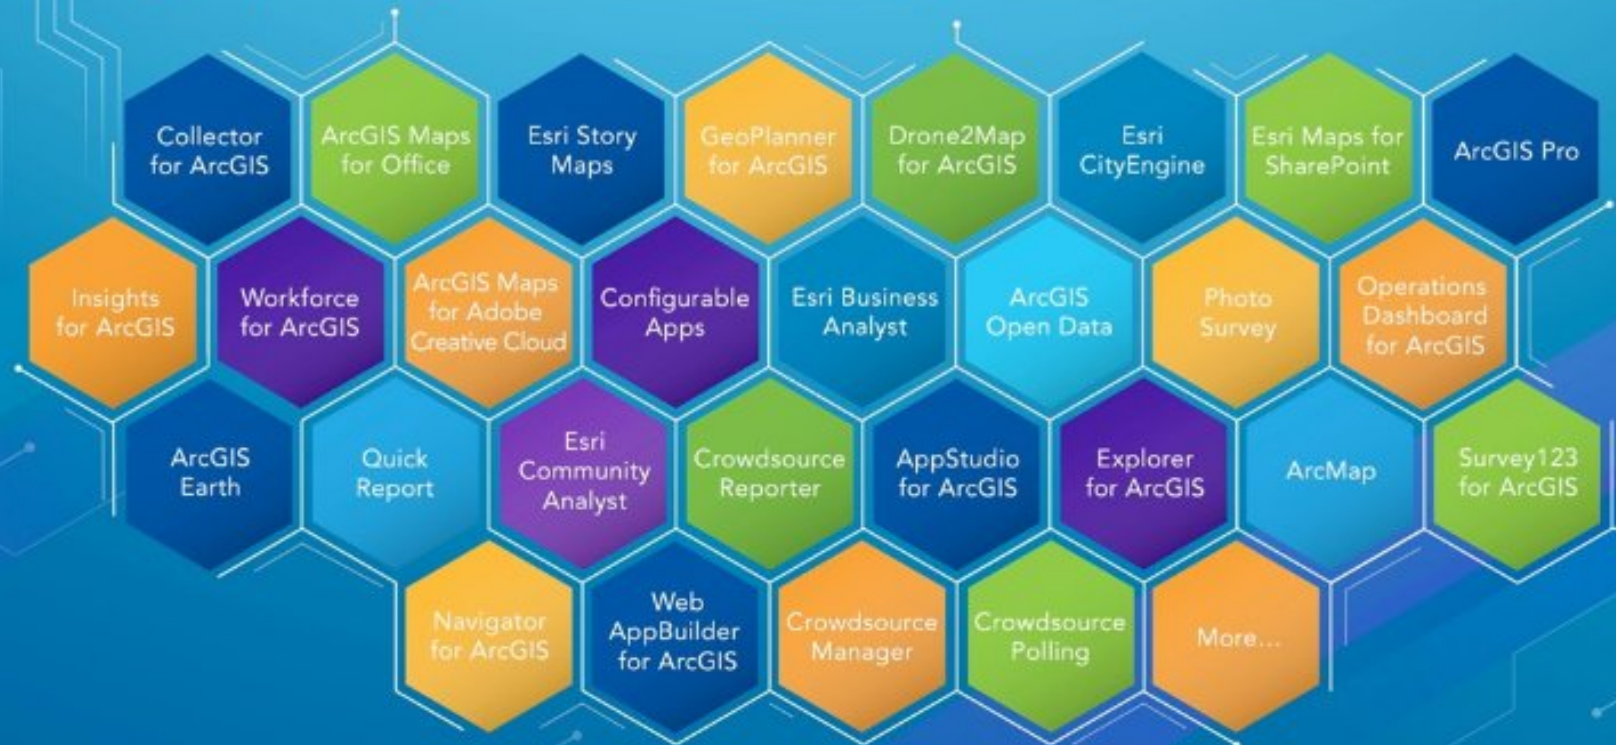 Collector
for ArcGIS
ArcGIS Maps
for Office
Esri Story
Maps
GeoPlanner
for ArcGIS
Drone2Map
for ArcGIS
Esri
CityEngine
Esri Maps for
SharePoint
ArcGIS Pro
Insights
for ArcGIS
Workforce
for ArcGIS
ArcGIS Maps
for Adobe
Creative Cloud
Configurable
Apps
Esri Business
Analyst
ArcGIS
Open Data
Photo
Survey
Operations
Dashboard
for ArcGIS
ArcGIS
Earth
Quick
Report
Esri
Community
Analyst
Crowdsource
Reporter
AppStudio
for ArcGIS
Explorer
for ArcGIS
ArcMap
Survey123
for ArcGIS
Navigator
for ArcGIS
Web
AppBuilder
for ArcGIS
Crowdsource
Manager
Crowdsource
Polling
More...